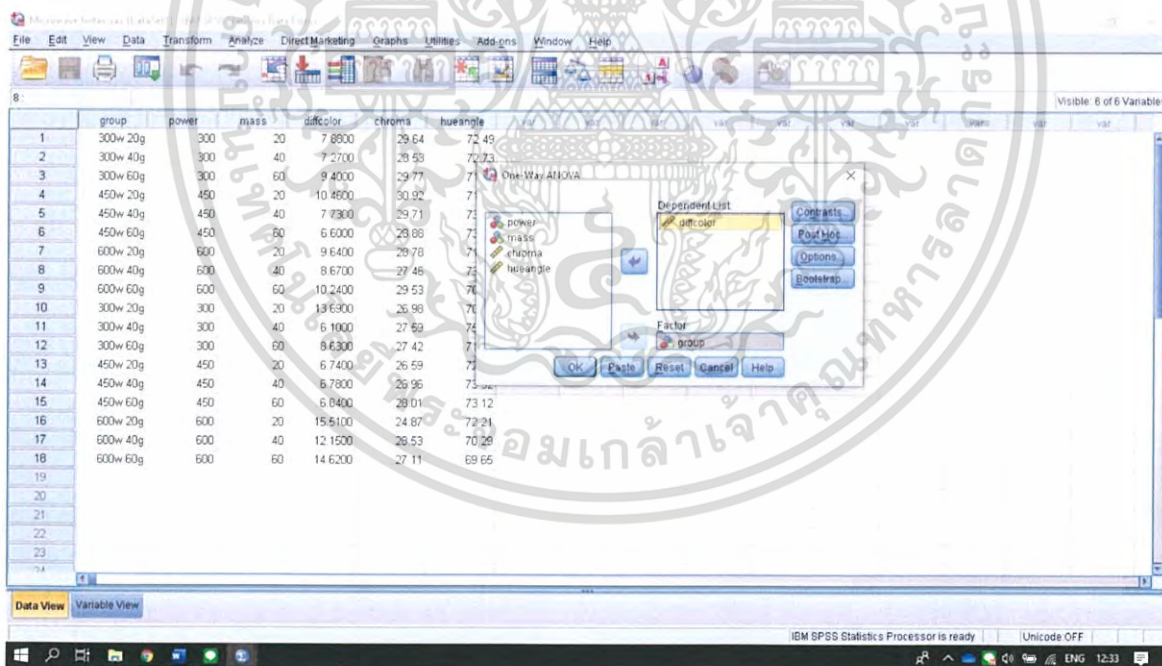 File Edit View Data Transform Analyze Direct Marketing Graphs Utilities Add-ons Window Help
8 :
Visible: 6 of 6 Variable
group power mass diffcolor chroma hueangle var var var var var var var var var
1 300w 20g 300 20 7.8800 29.64 72.49
2 300w 40g 300 40 7.2700 28.53 72.73
3 300w 60g 300 60 9.4000 29.77 71
4 450w 20g 450 20 10.4600 30.92 71
5 450w 40g 450 40 7.7300 29.71 73
6 450w 60g 450 60 6.6000 28.88 73
7 600w 20g 600 20 9.6400 28.78 71
8 600w 40g 600 40 8.6700 27.46 73
9 600w 60g 600 60 10.2400 29.53 70
10 300w 20g 300 20 13.6900 26.98 70
11 300w 40g 300 40 6.1000 27.59 74
12 300w 60g 300 60 8.6300 27.42 71
13 450w 20g 450 20 6.7400 26.59
14 450w 40g 450 40 6.7800 26.96
15 450w 60g 450 60 6.8400 28.01 73.12
16 600w 20g 600 20 15.5100 24.87 72.21
17 600w 40g 600 40 12.1500 28.53 70.29
18 600w 60g 600 60 14.6200 27.11 69.65
19
20
21
22
23
24
One-Way ANOVA
power
mass
chroma
hueangle
Dependent List:
diffcolor
Factor:
group
Contrasts...
Post Hoc...
Options...
Bootstrap...
OK Paste Reset Cancel Help
Data View Variable View
IBM SPSS Statistics Processor is ready Unicode:OFF
ENG 12:33